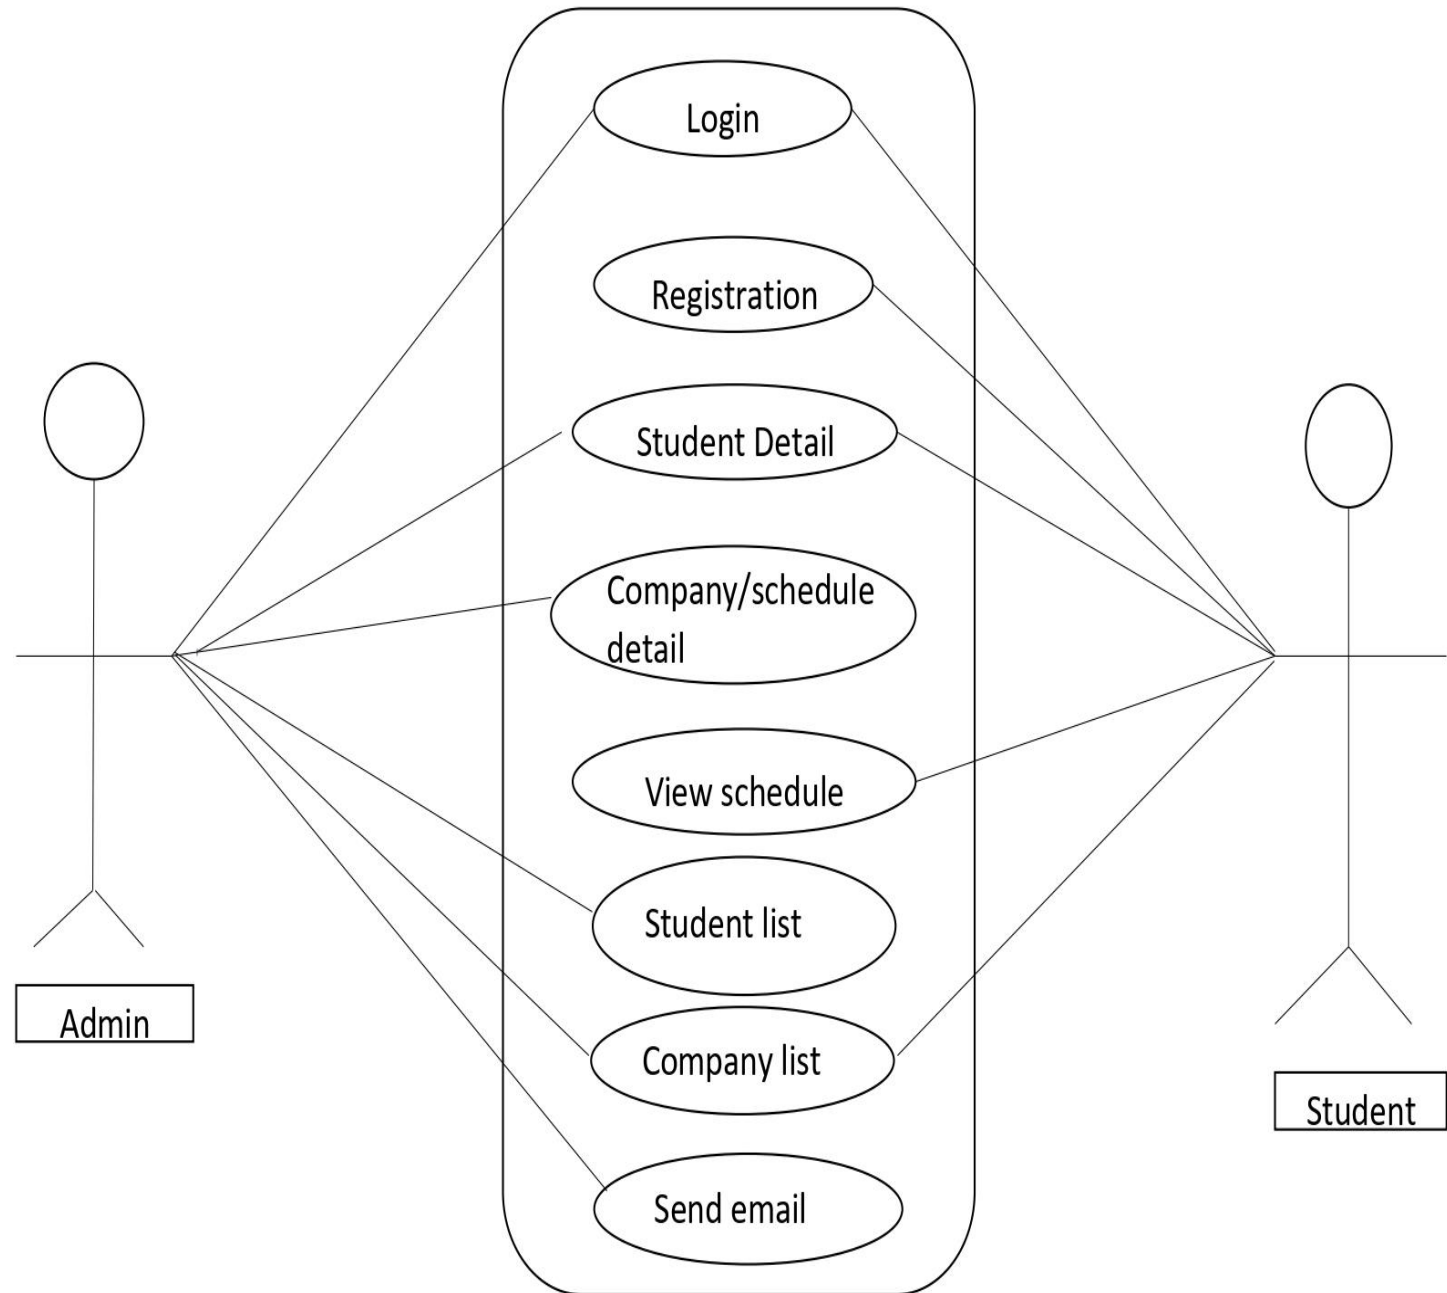 Login
Registration
Student Detail
Company/schedule
detail
View schedule
Student list
Admin
Company list
Student
Send email